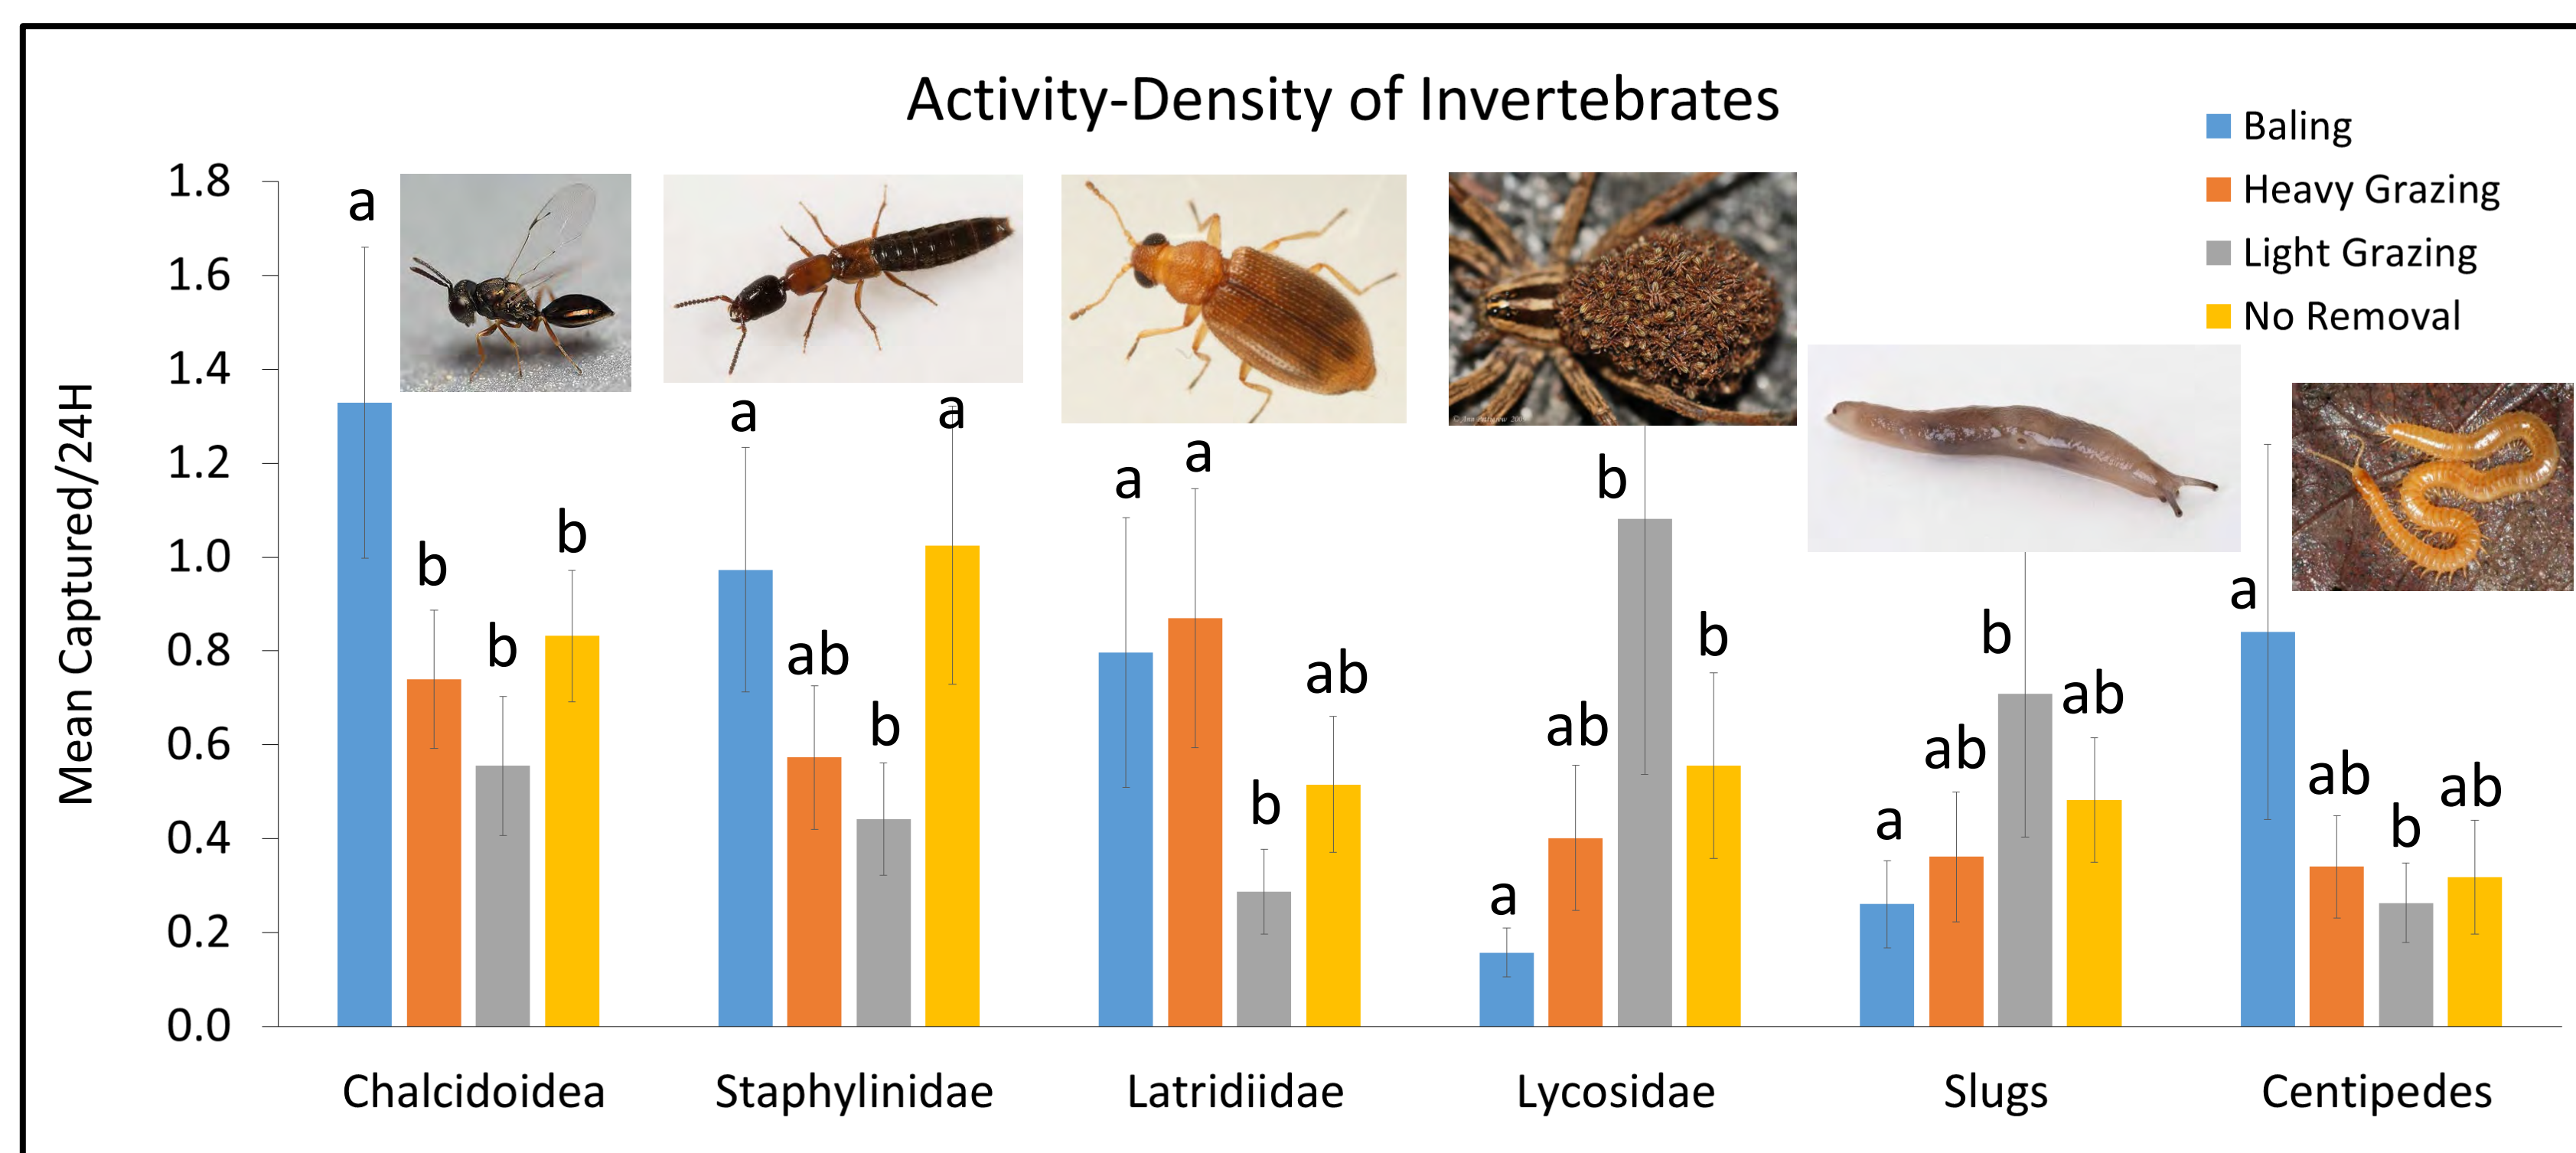 Activity-Density of Invertebrates
Baling
Heavy Grazing
Light Grazing
No Removal
Mean Captured/24H
1.8
1.6
1.4
1.2
1.0
0.8
0.6
0.4
0.2
0.0
a
b
b
b
a
ab
b
a
a
a
b
ab
a
ab
b
b
a
ab
b
ab
a
ab
b
ab
Chalcidoidea
Staphylinidae
Latridiidae
Lycosidae
Slugs
Centipedes